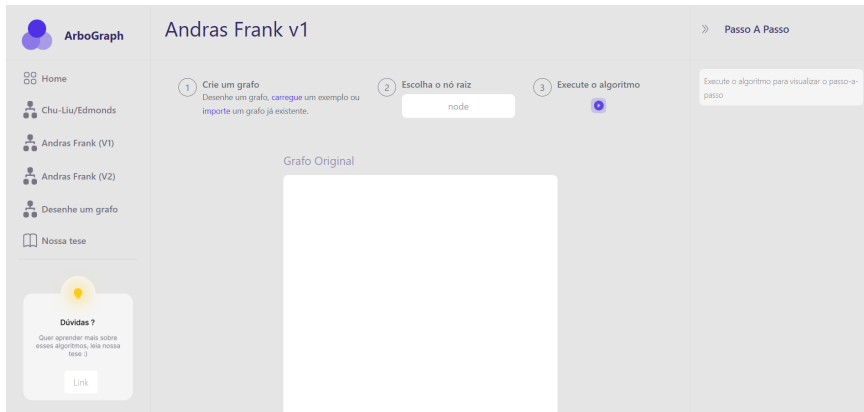 ArboGraph
Home
Chu-Liu/Edmonds
Andras Frank (V1)
Andras Frank (V2)
Desenhe um grafo
Nossa tese
Dúvidas ?
Quer aprender mais sobre
esses algoritmos, leia nossa
tese :)
Link
Andras Frank v1
1
Crie um grafo
Desenhe um grafo, carregue um exemplo ou
importe um grafo já existente.
2
Escolha o nó raiz
node
3
Execute o algoritmo
Grafo Original
Passo A Passo
Execute o algoritmo para visualizar o passo-a-
passo